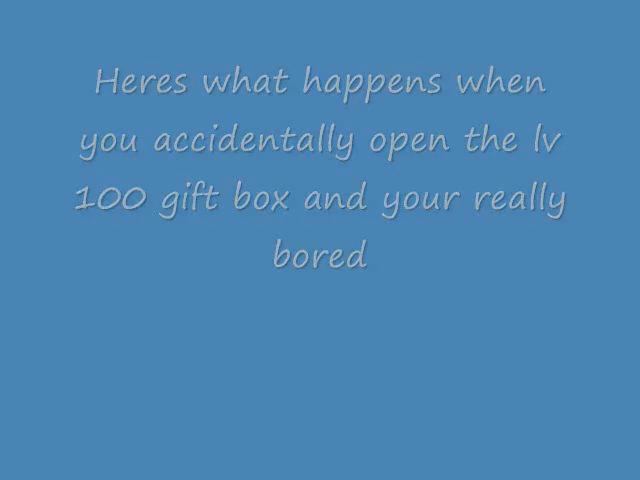 Heres what happens when
you accidentally open the lv
100 gift box and your really
bored